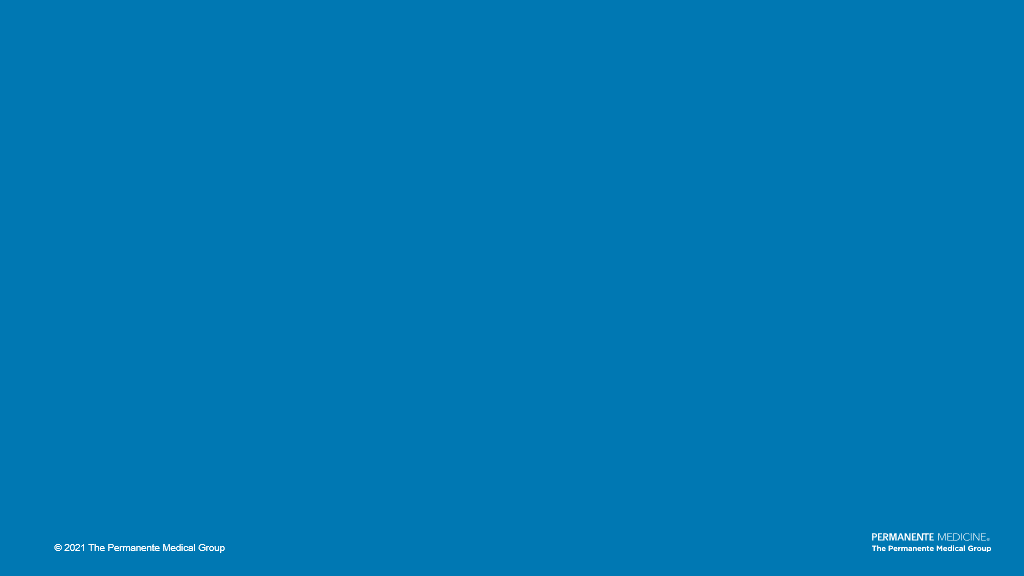 © 2021 The Permanente Medical Group
PERMANENTE MEDICINE®
The Permanente Medical Group